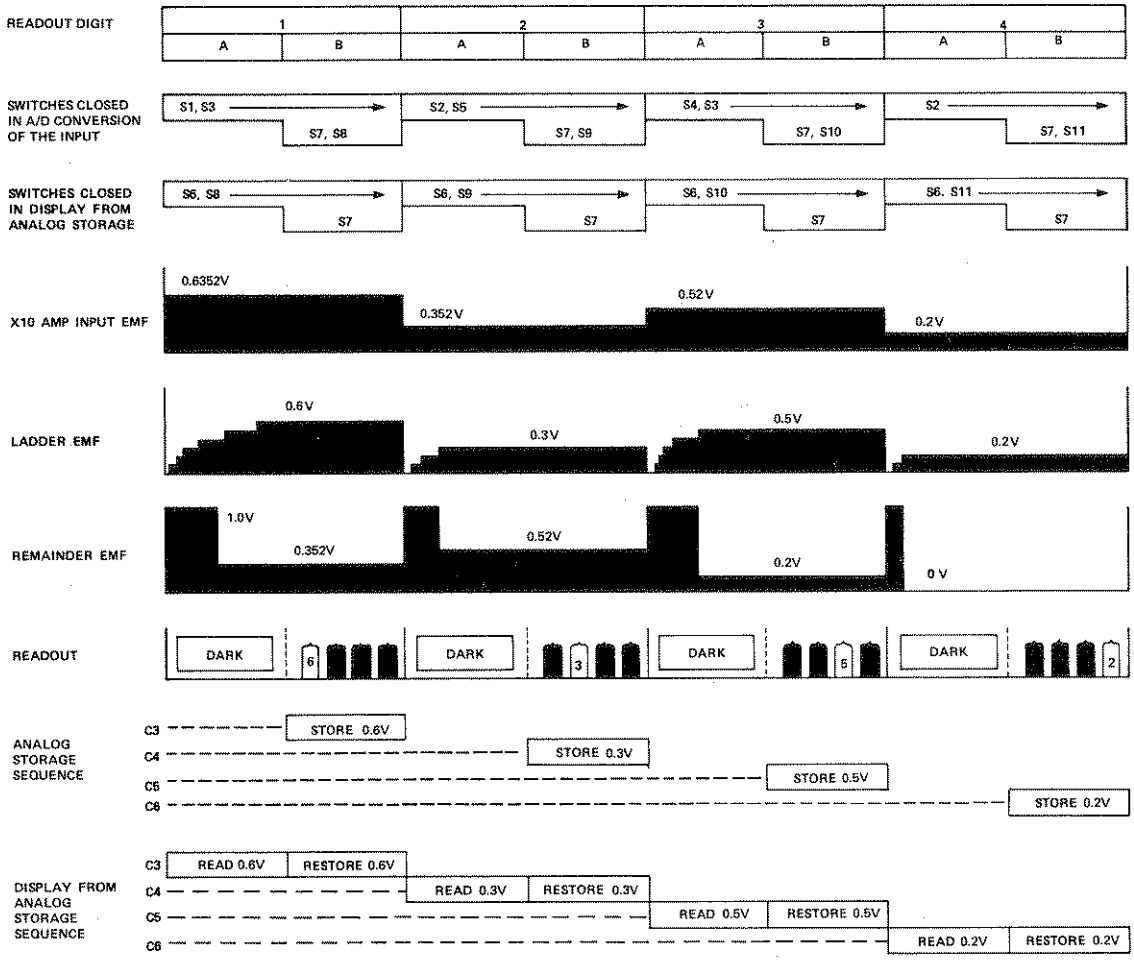 READOUT DIGIT
1 2 3 4
A B A B A B A B
SWITCHES CLOSED
IN A/D CONVERSION
OF THE INPUT
S1, S3 S2, S5 S4, S3 S2
S7, S8 S7, S9 S7, S10 S7, S11
SWITCHES CLOSED
IN DISPLAY FROM
ANALOG STORAGE
S6, S8 S6, S9 S6, S10 S6. S11
S7 S7 S7 S7
X10 AMP INPUT EMF
0.6352V 0.352V 0.52V 0.2V
LADDER EMF
0.6V 0.3V 0.5V 0.2V
REMAINDER EMF
1.0V 0.352V 0.52V 0.2V 0V
READOUT
DARK 6 DARK 3 DARK 5 DARK 2
ANALOG
STORAGE
SEQUENCE
C3 STORE 0.6V
C4 STORE 0.3V
C5 STORE 0.5V
C6 STORE 0.2V
DISPLAY FROM
ANALOG
STORAGE
SEQUENCE
C3 READ 0.6V RESTORE 0.6V
C4 READ 0.3V RESTORE 0.3V
C5 READ 0.5V RESTORE 0.5V
C6 READ 0.2V RESTORE 0.2V